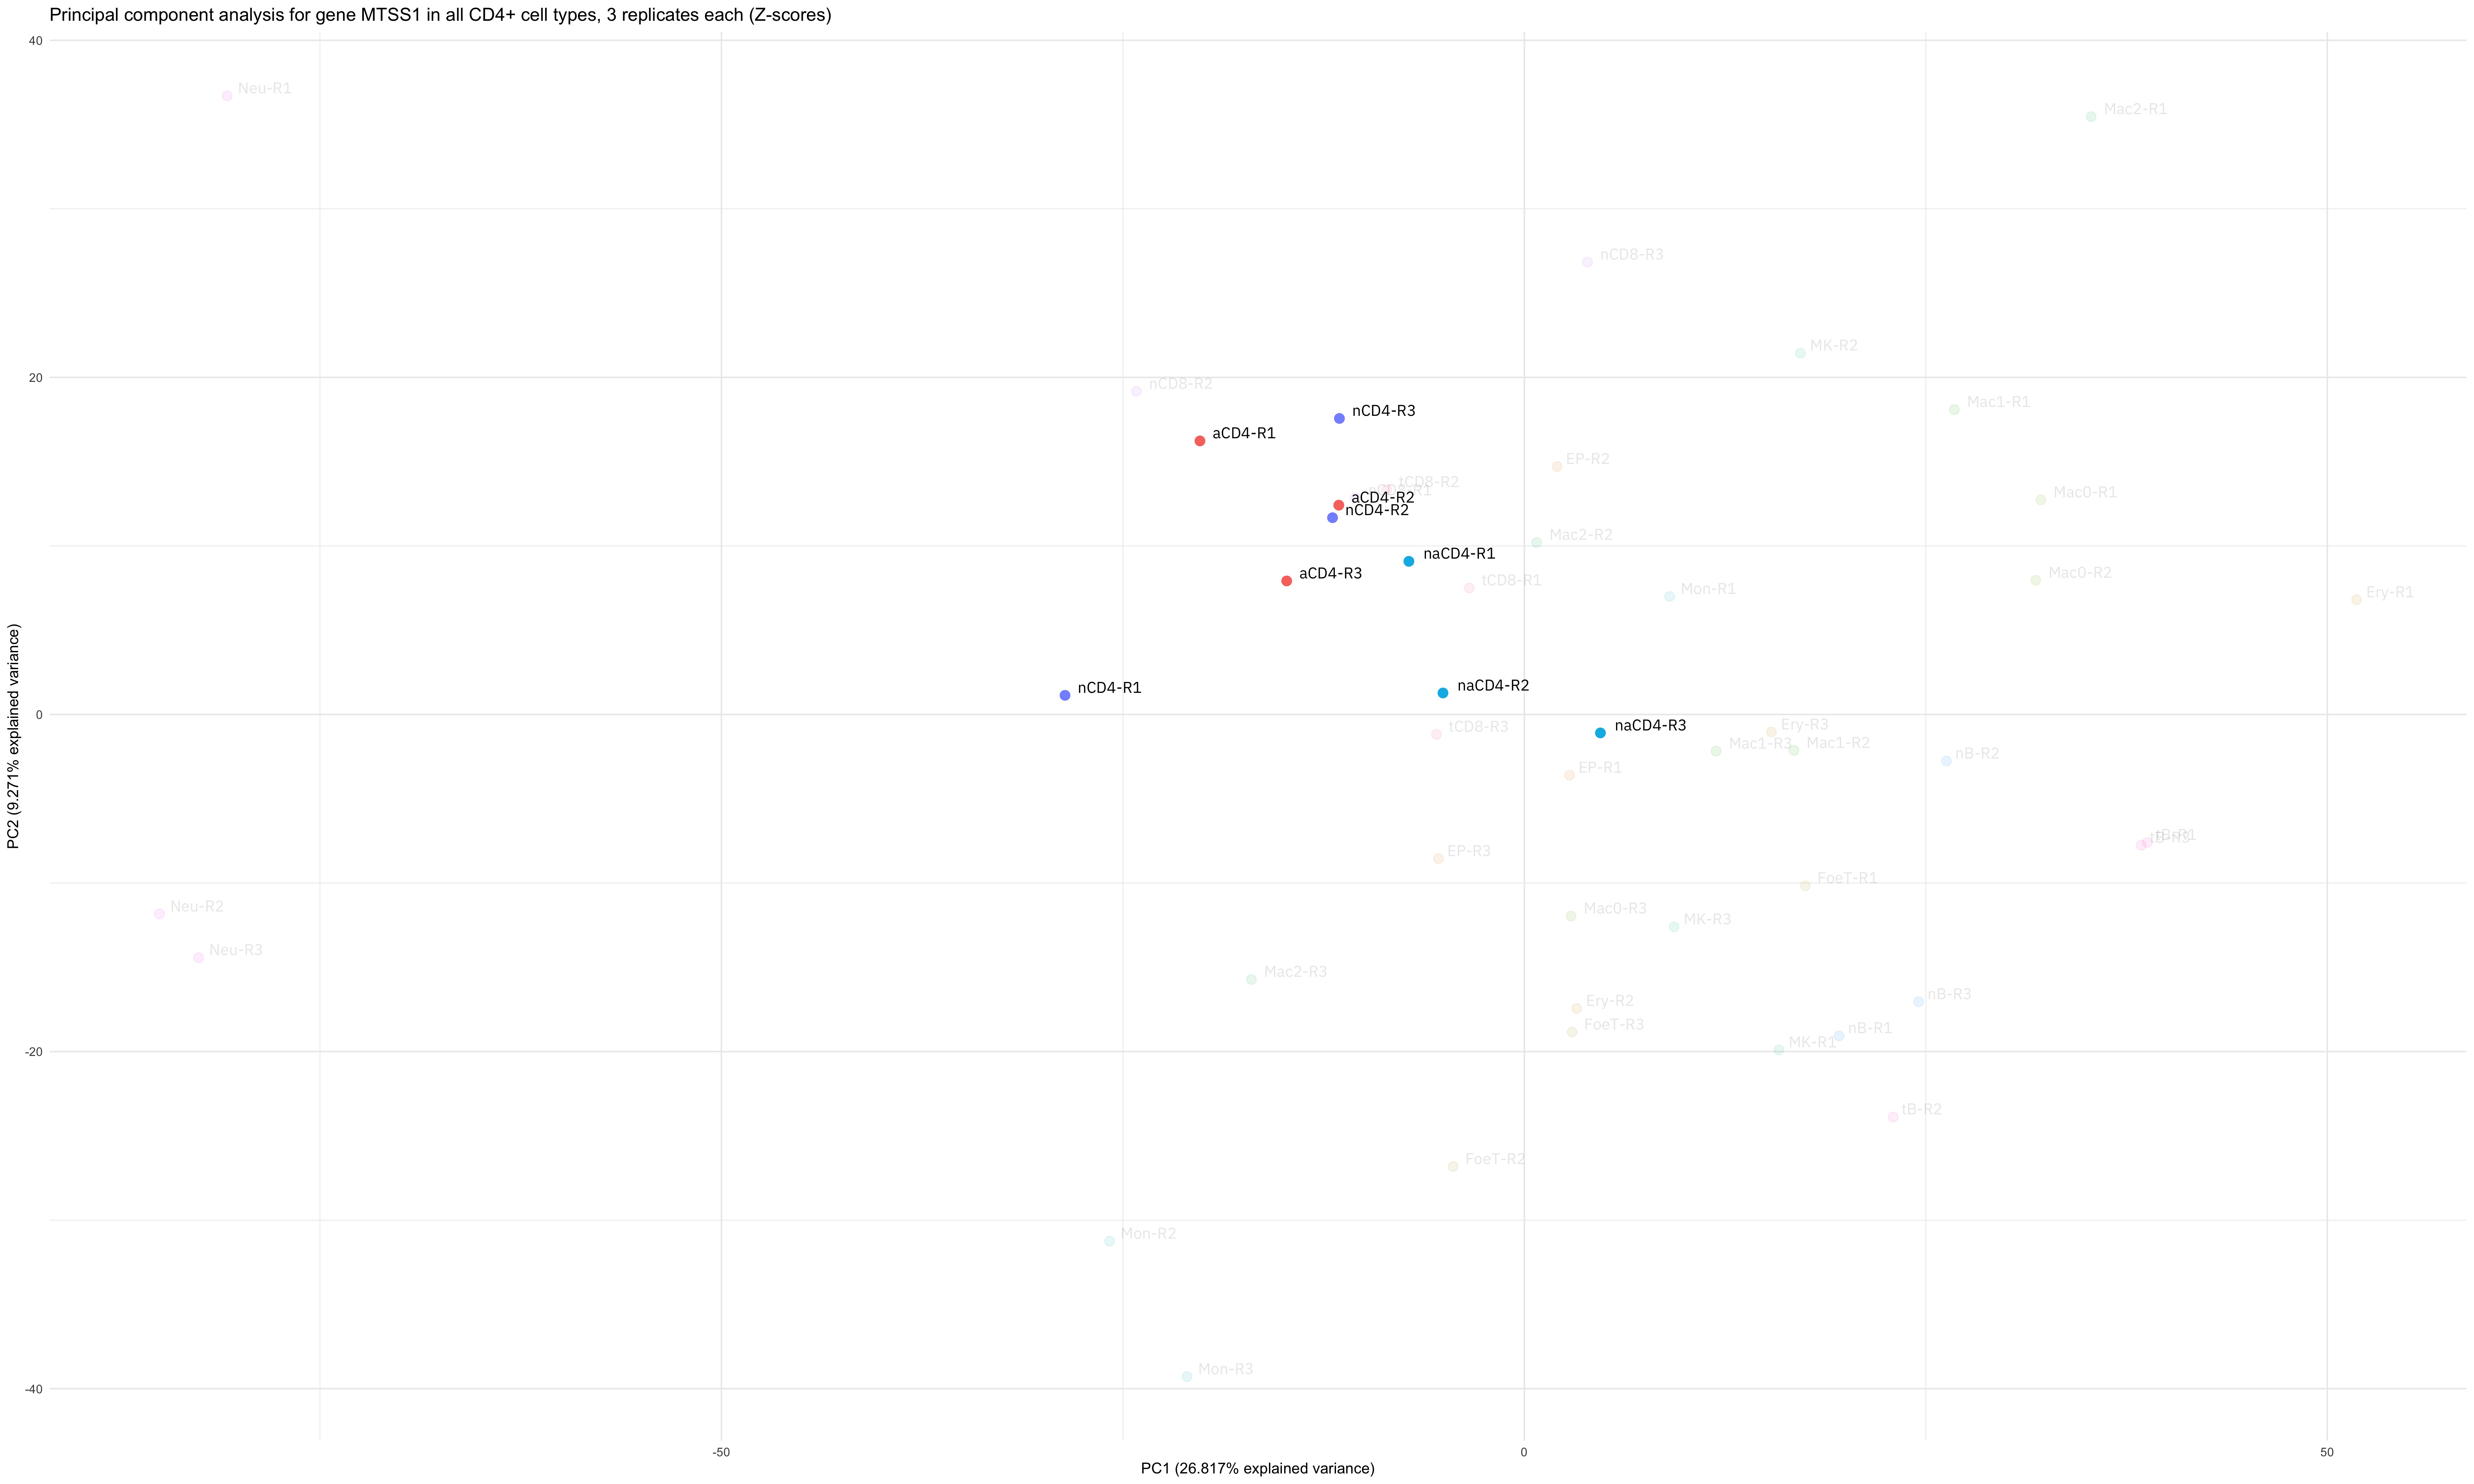 Principal component analysis for gene MTSS1 in all CD4+ cell types, 3 replicates each (Z-scores)
40
Neu-R1
Mac2-R1
nCD8-R3
MK-R2
20
nCD8-R2
Mac1-R1
nCD4-R3
aCD4-R1
EP-R2
tCD8-R2
nCD8-R1
Mac0-R1
aCD4-R2
nCD4-R2
Mac2-R2
naCD4-R1
aCD4-R3
tCD8-R1
Mac0-R2
Mon-R1
Ery-R1
PC2 (9.271% explained variance)
nCD4-R1
naCD4-R2
0
tCD8-R3
naCD4-R3
Ery-R3
Mac1-R3
Mac1-R2
nB-R2
EP-R1
tB-R1
tB-R3
EP-R3
FoeT-R1
Neu-R2
Mac0-R3
MK-R3
Neu-R3
Mac2-R3
nB-R3
Ery-R2
FoeT-R3
nB-R1
MK-R1
-20
tB-R2
FoeT-R2
Mon-R2
Mon-R3
-40
-50
0
50
PC1 (26.817% explained variance)